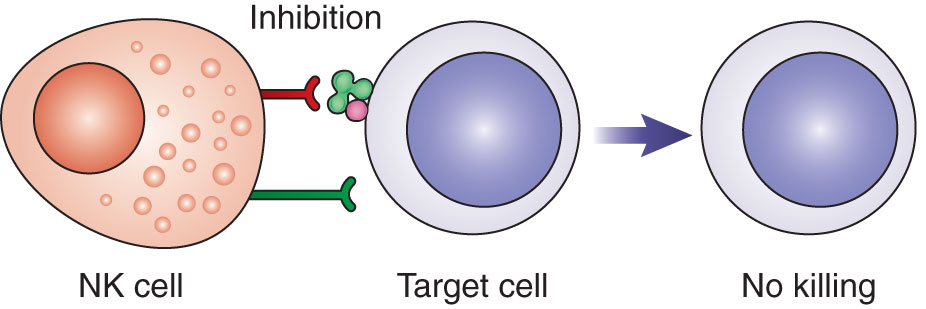 Inhibition
NK cell
Target cell
No killing